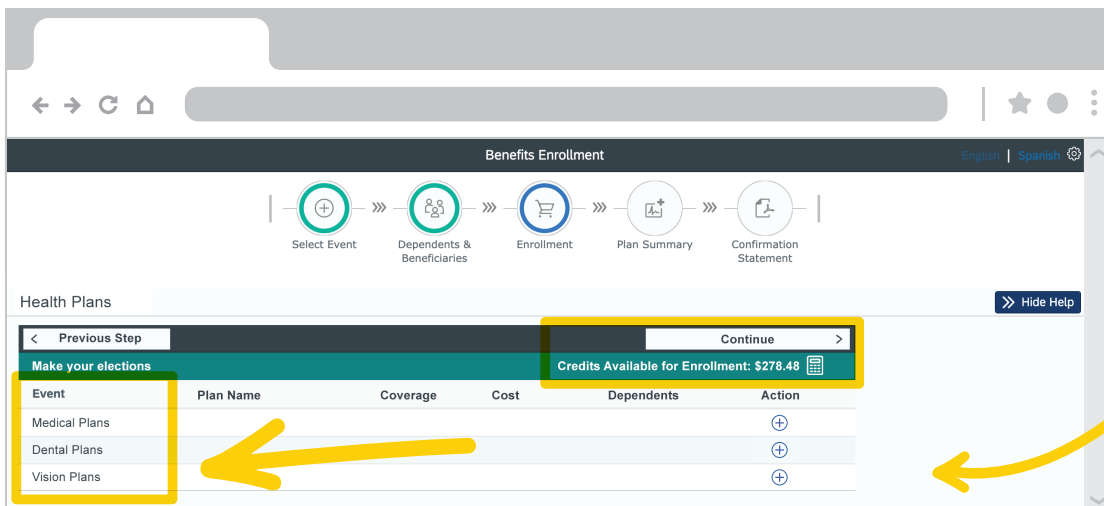 Benefits Enrollment
English | Spanish
Select Event
Dependents &
Beneficiaries
Enrollment
Plan Summary
Confirmation
Statement
Health Plans
Hide Help
Previous Step
Continue
Make your elections
Credits Available for Enrollment: $278.48
Event Plan Name Coverage Cost Dependents Action
Medical Plans
Dental Plans
Vision Plans